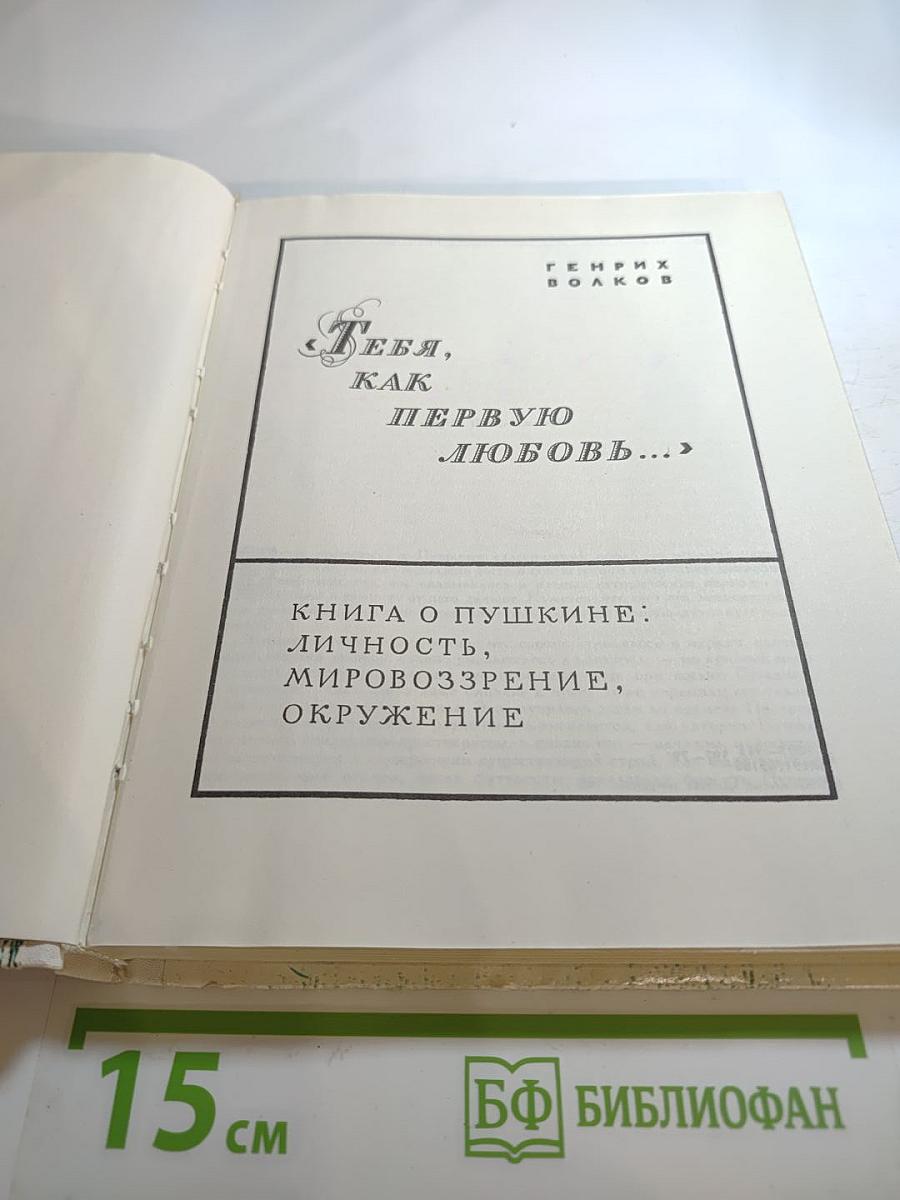 ГЕНРИХ
ВОЛКОВ
‹ТЕБЯ,
КАК
ПЕРВУЮ
ЛЮБОВЬ...›
КНИГА О ПУШКИНЕ:
ЛИЧНОСТЬ,
МИРОВОЗЗРЕНИЕ,
ОКРУЖЕНИЕ
15 СМ
БФ БИБЛИОФАН